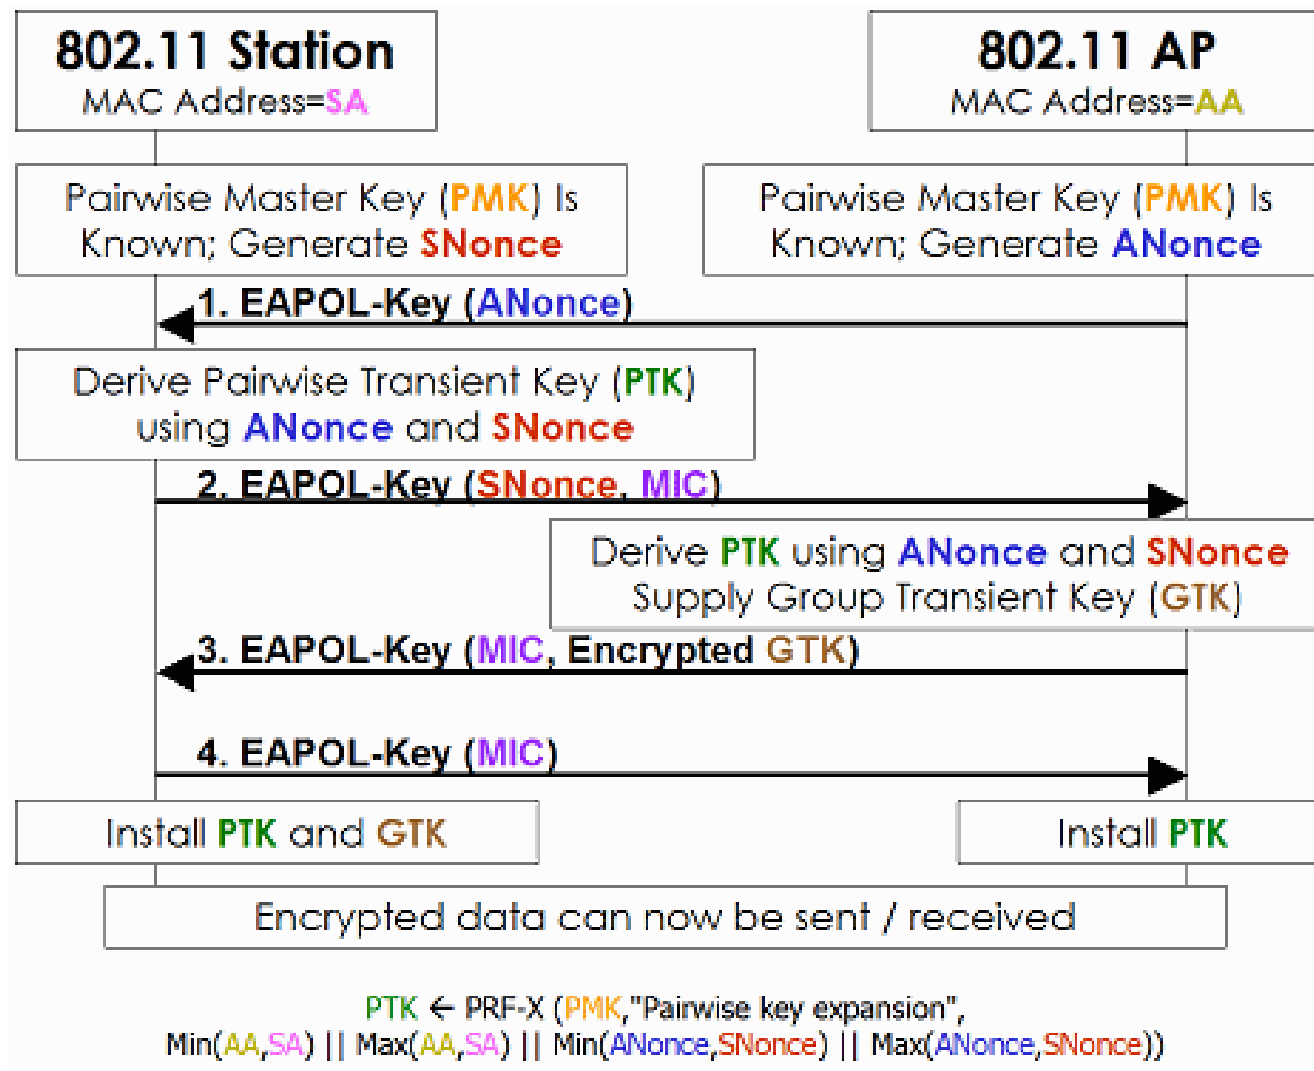 802.11 Station
MAC Address=SA
802.11 AP
MAC Address=AA
Pairwise Master Key (PMK) Is
Known; Generate SNonce
Pairwise Master Key (PMK) Is
Known; Generate ANonce
1. EAPOL-Key (ANonce)
Derive Pairwise Transient Key (PTK)
using ANonce and SNonce
2. EAPOL-Key (SNonce, MIC)
Derive PTK using ANonce and SNonce
Supply Group Transient Key (GTK)
3. EAPOL-Key (MIC, Encrypted GTK)
4. EAPOL-Key (MIC)
Install PTK and GTK
Install PTK
Encrypted data can now be sent / received
PTK ← PRF-X (PMK,"Pairwise key expansion",
Min(AA,SA) || Max(AA,SA) || Min(ANonce,SNonce) || Max(ANonce,SNonce))